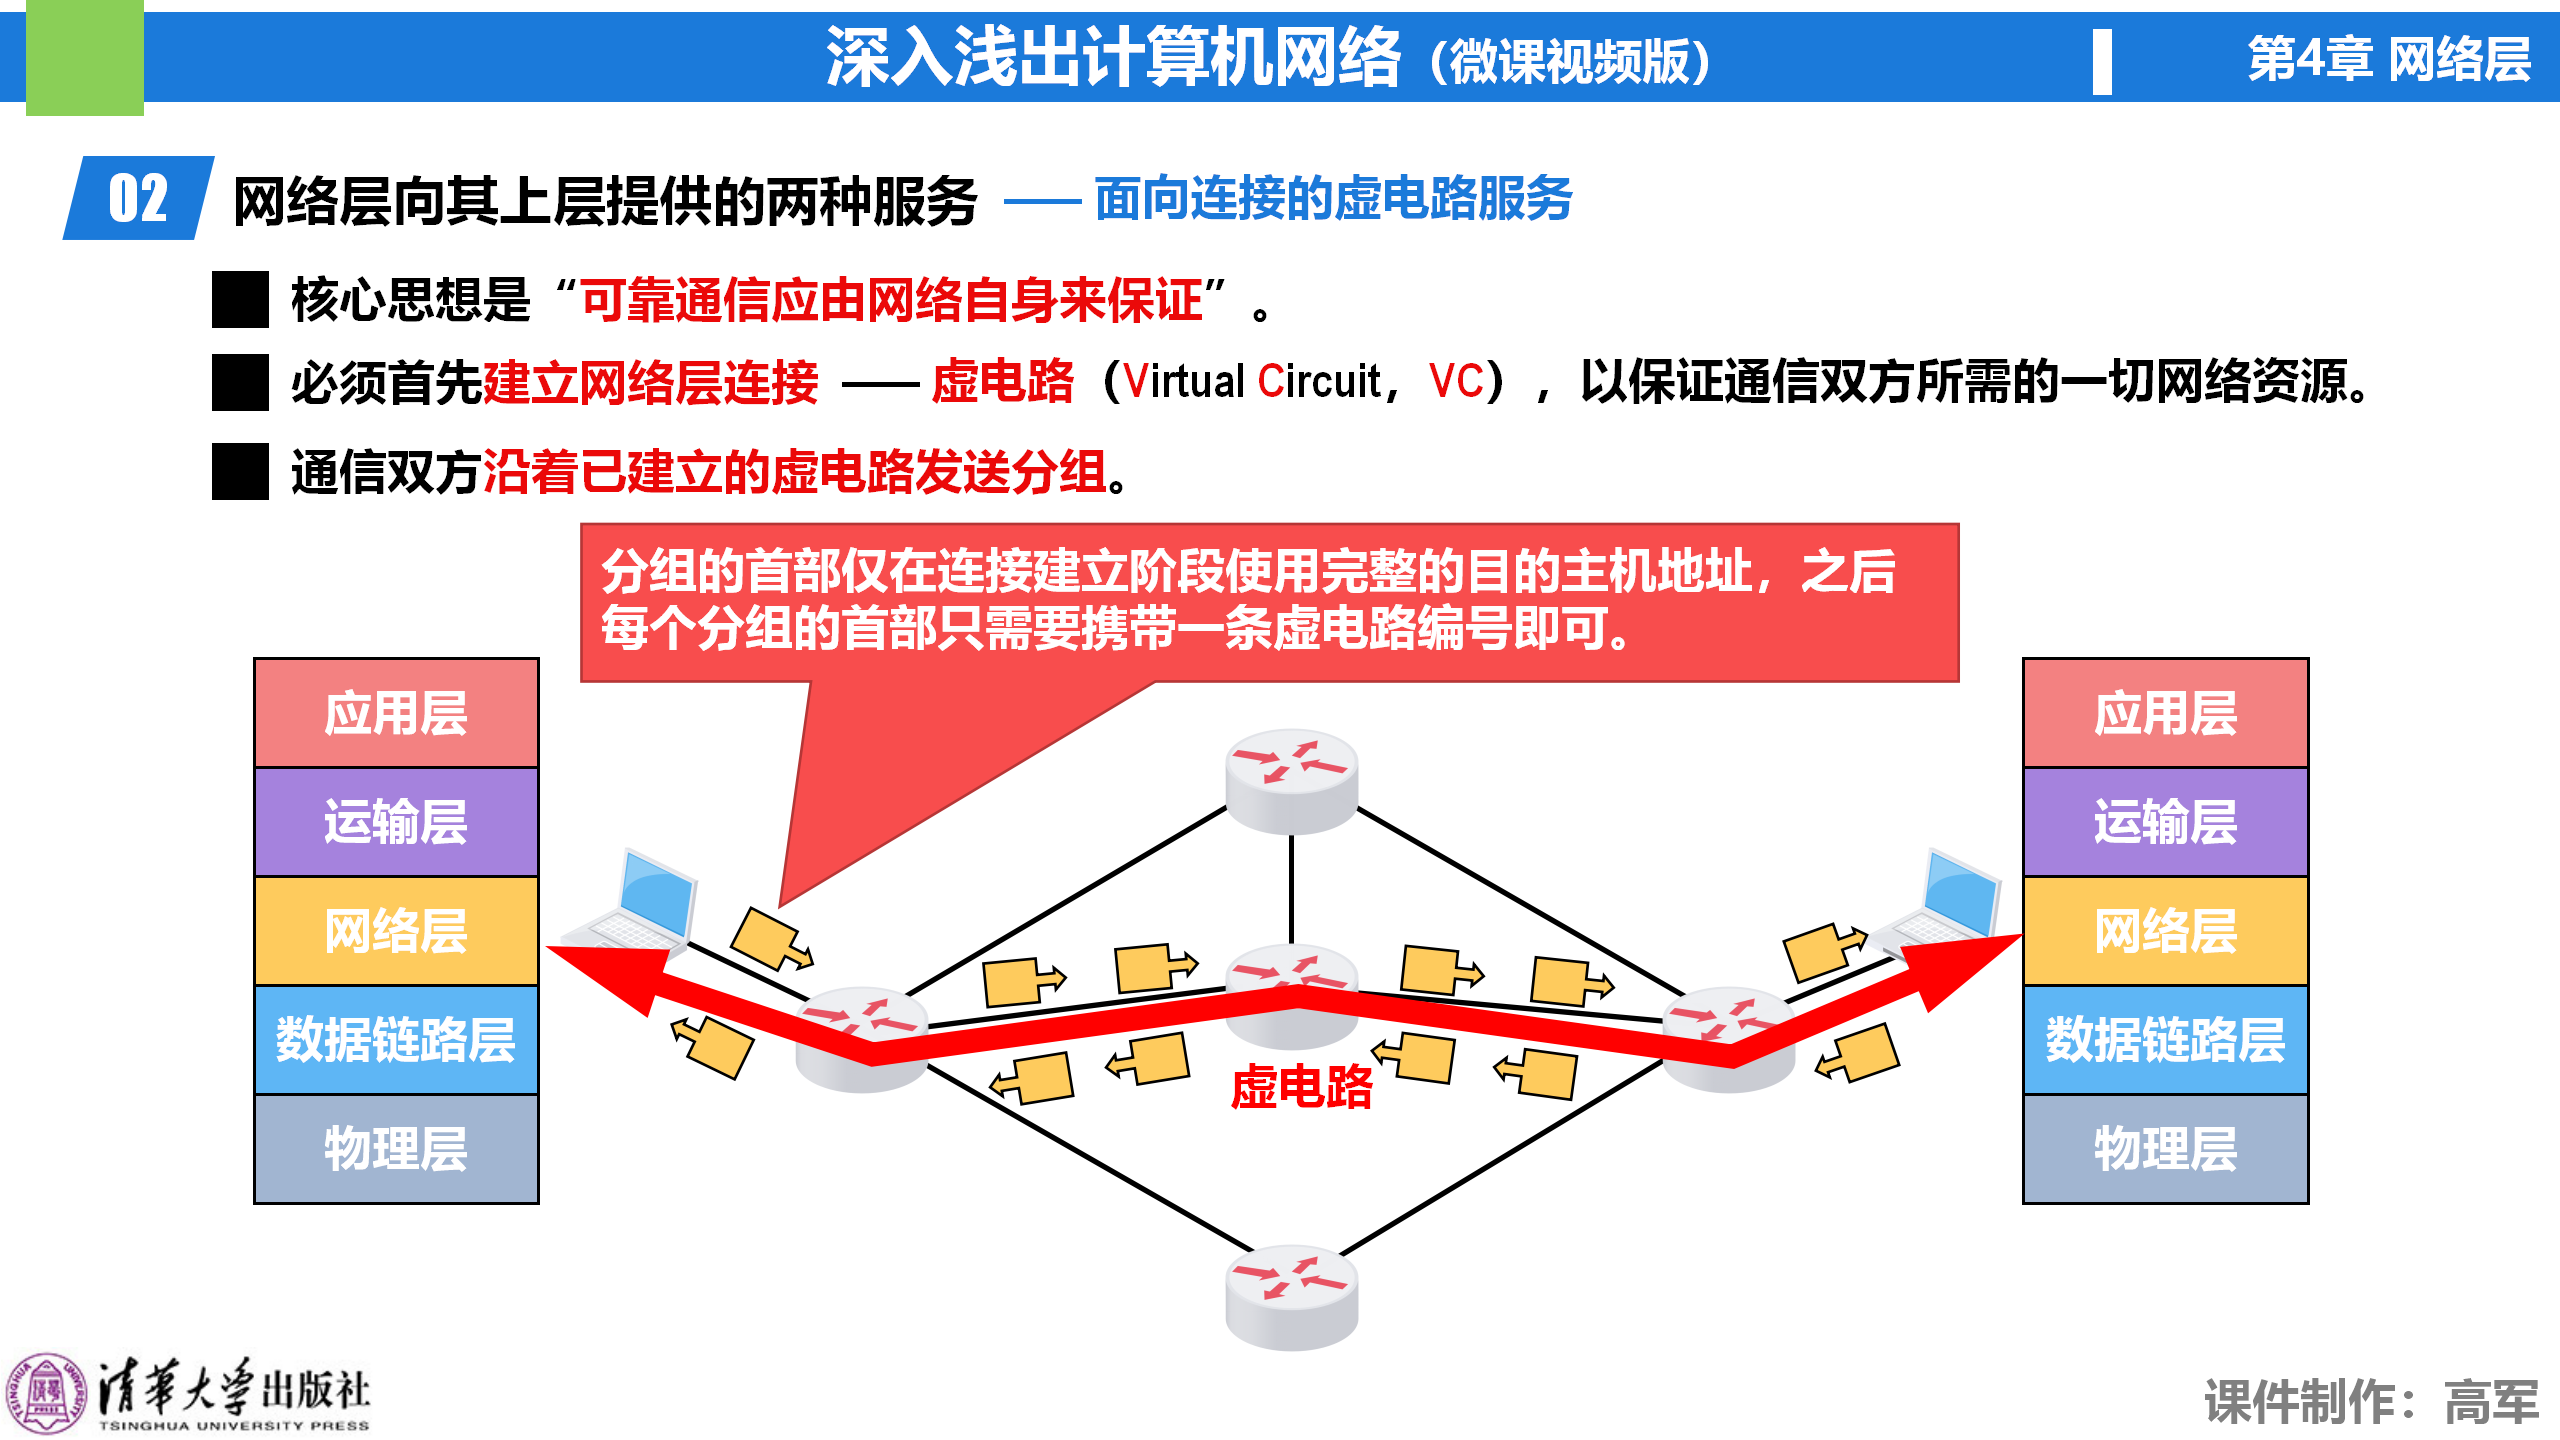 深入浅出计算机网络（微课视频版）
第4章 网络层
02 网络层向其上层提供的两种服务 —— 面向连接的虚电路服务
核心思想是“可靠通信应由网络自身来保证”。
必须首先建立网络层连接 —— 虚电路（Virtual Circuit，VC），以保证通信双方所需的一切网络资源。
通信双方沿着已建立的虚电路发送分组。
分组的首部仅在连接建立阶段使用完整的目的主机地址，之后
每个分组的首部只需要携带一条虚电路编号即可。
应用层
运输层
网络层
数据链路层
物理层
虚电路
应用层
运输层
网络层
数据链路层
物理层
清华大学出版社
TSINGHUA UNIVERSITY PRESS
课件制作：高军